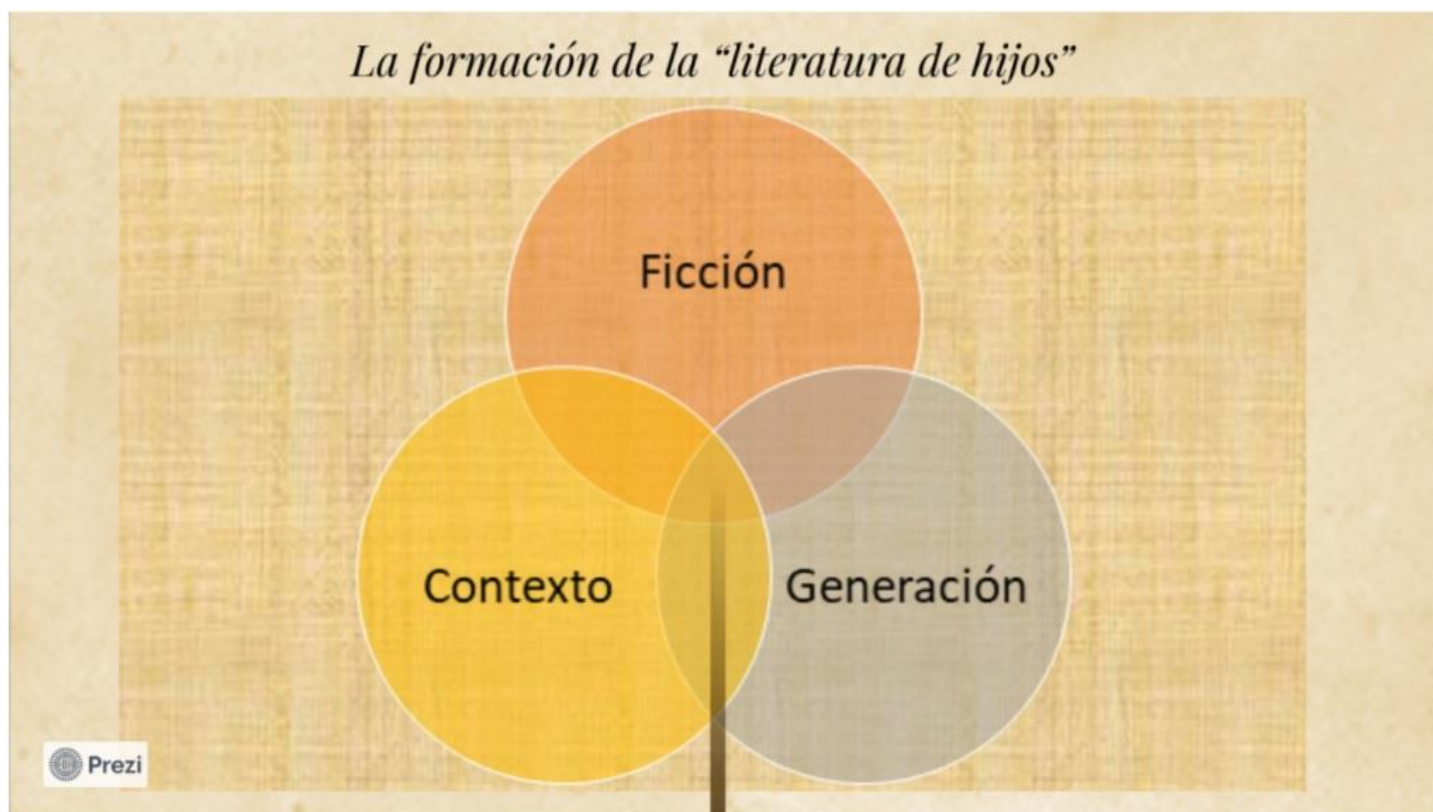 La formación de la “literatura de hijos”
Ficción
Contexto
Generación
Prezi